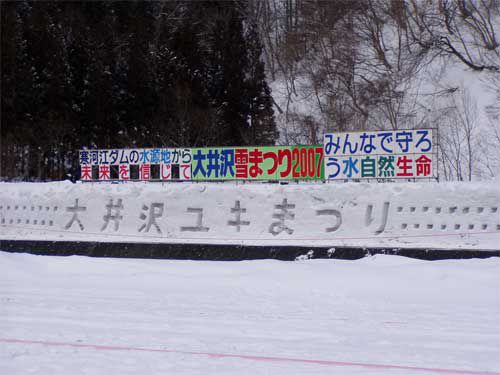 寒河江ダムの水源地から
未来を信じて
大井沢雪まつり2007
みんなで守ろ
う水自然生命
大井沢ユキまつり